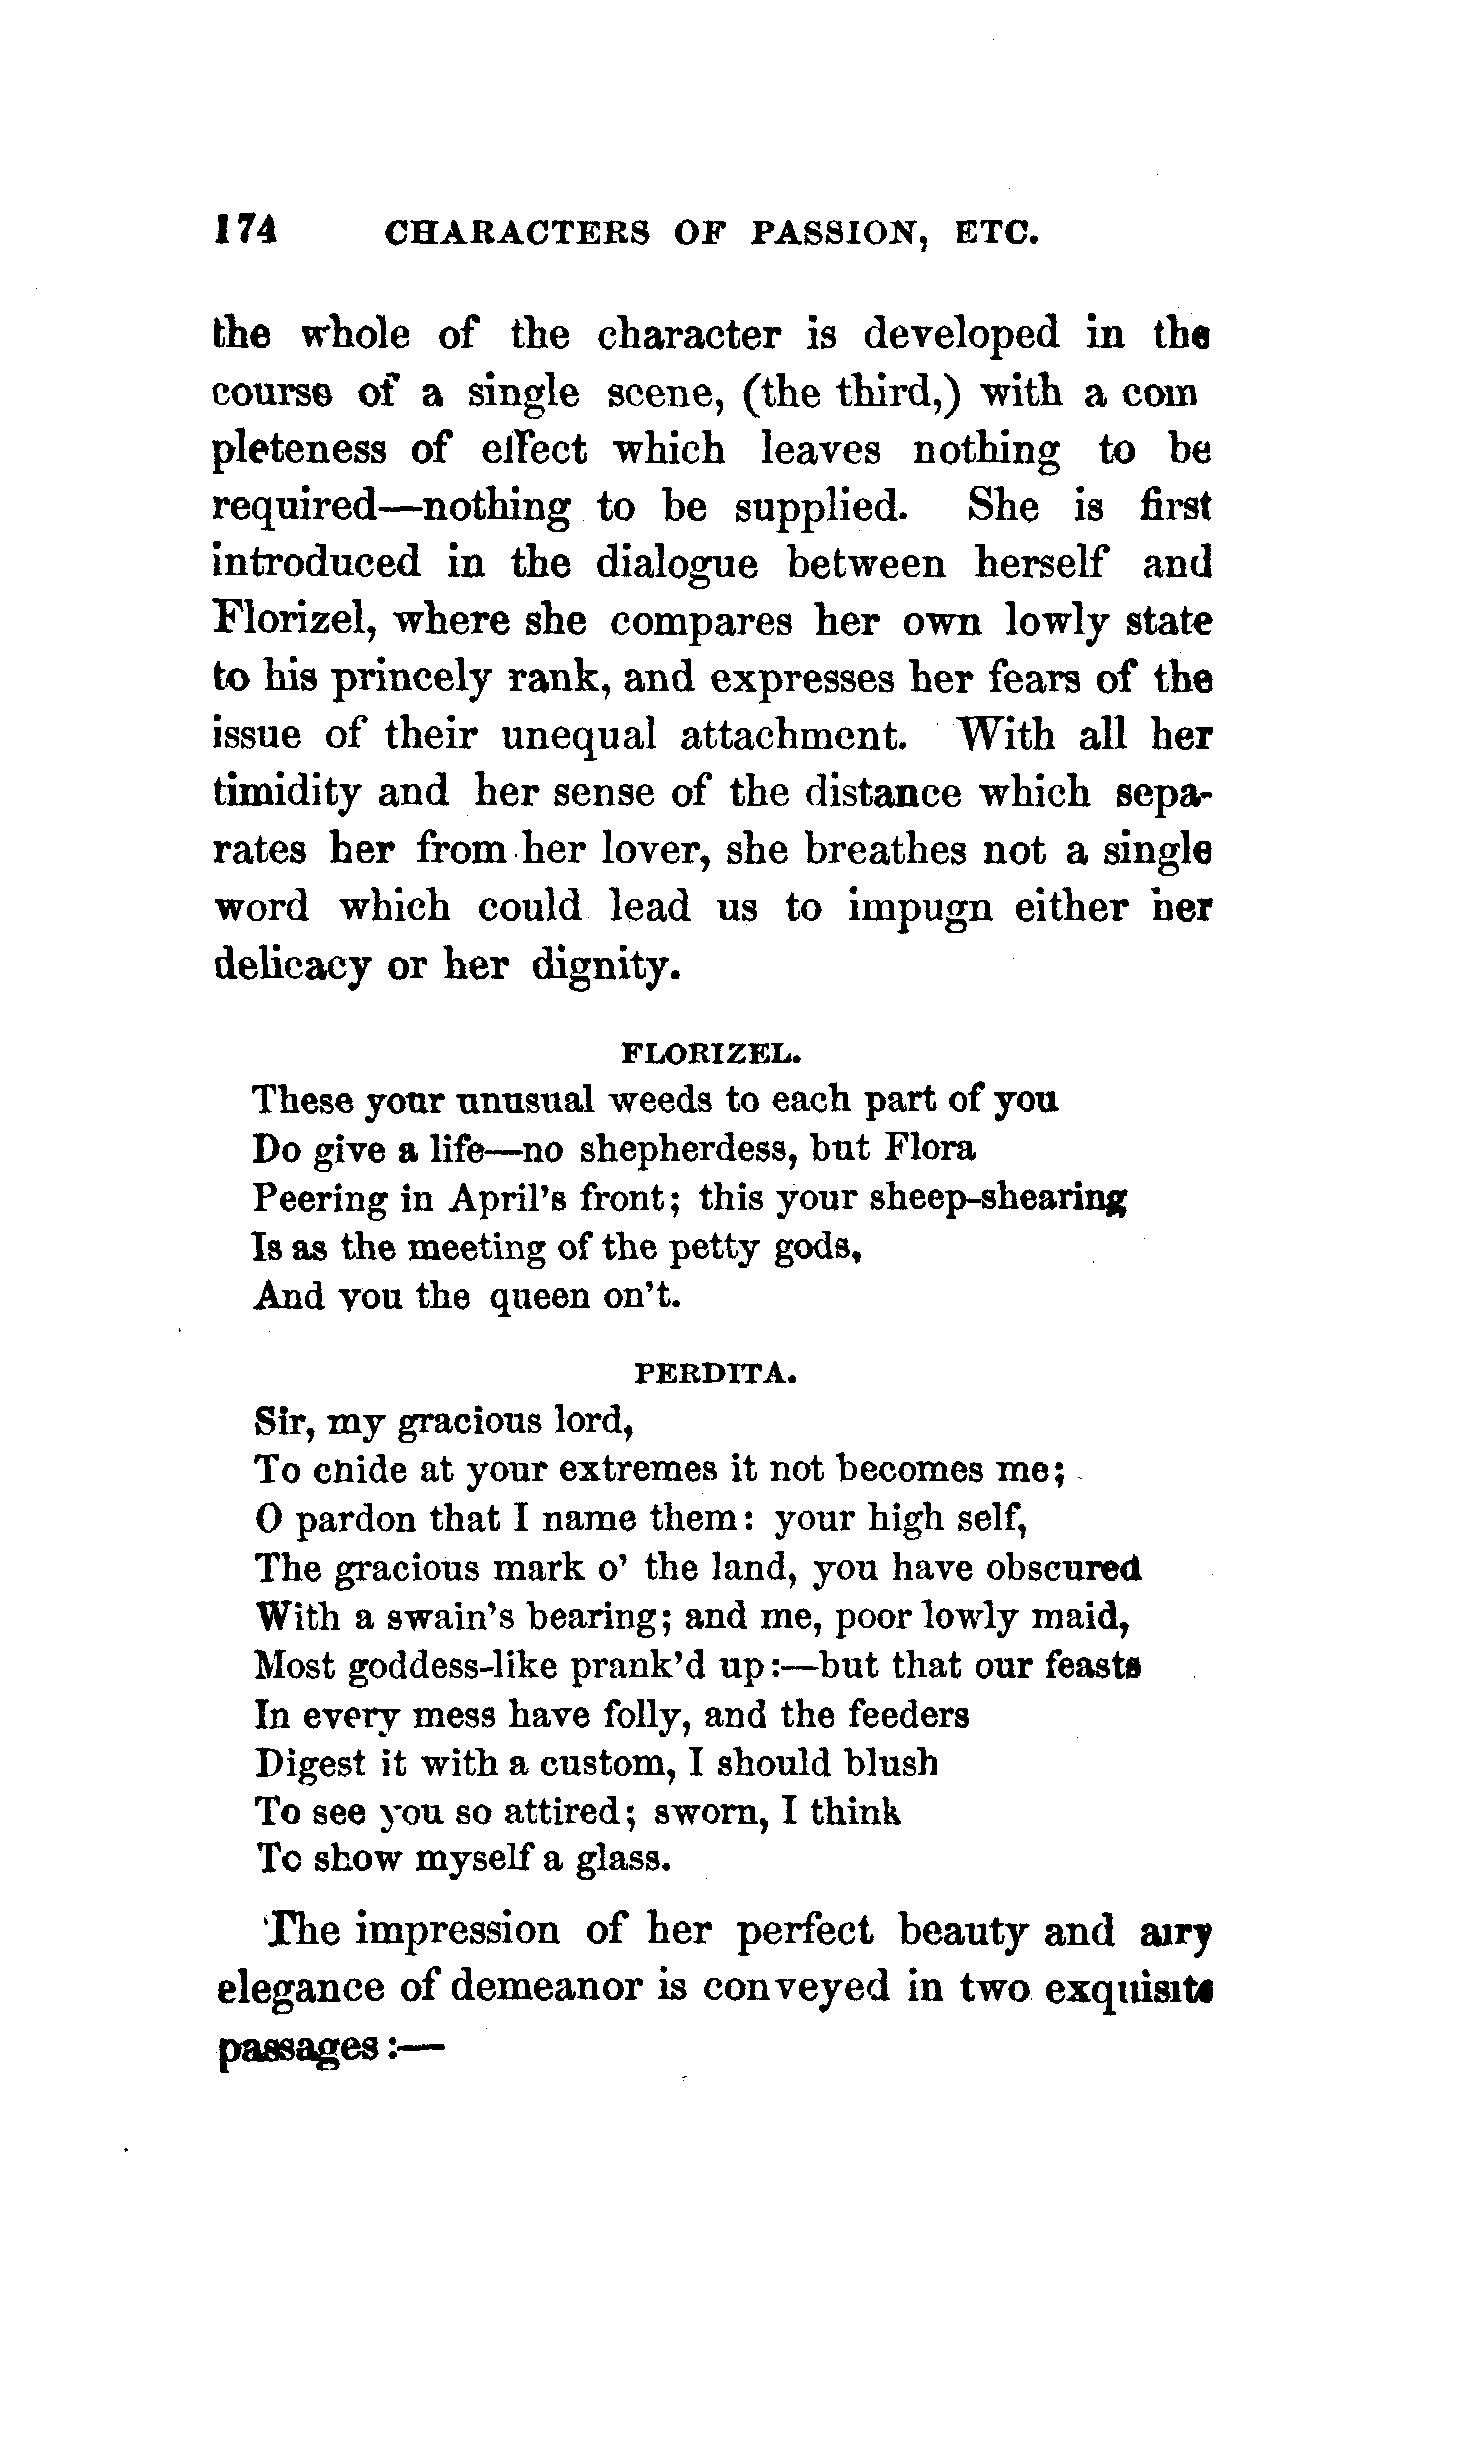 174 CHARACTERS OF PASSION, ETC.
the whole of the character is developed in the
course of a single scene, (the third,) with a com
pleteness of effect which leaves nothing to be
required—nothing to be supplied. She is first
introduced in the dialogue between herself and
Florizel, where she compares her own lowly state
to his princely rank, and expresses her fears of the
issue of their unequal attachment. With all her
timidity and her sense of the distance which sepa-
rates her from her lover, she breathes not a single
word which could lead us to impugn either her
delicacy or her dignity.
FLORIZEL.
These your unusual weeds to each part of you
Do give a life—no shepherdess, but Flora
Peering in April's front; this your sheep-shearing
Is as the meeting of the petty gods,
And you the queen on't.
PERDITA.
Sir, my gracious lord,
To chide at your extremes it not becomes me;
O pardon that I name them: your high self,
The gracious mark o' the land, you have obscured
With a swain's bearing; and me, poor lowly maid,
Most goddess-like prank'd up:—but that our feasts
In every mess have folly, and the feeders
Digest it with a custom, I should blush
To see you so attired; sworn, I think
To show myself a glass.
The impression of her perfect beauty and airy
elegance of demeanor is conveyed in two exquisite
passages:—